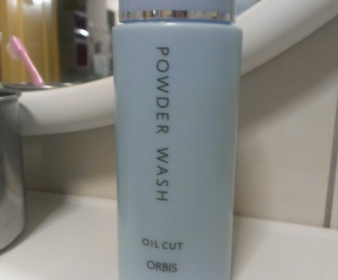 POWDER WASH
OIL CUT
ORBIS